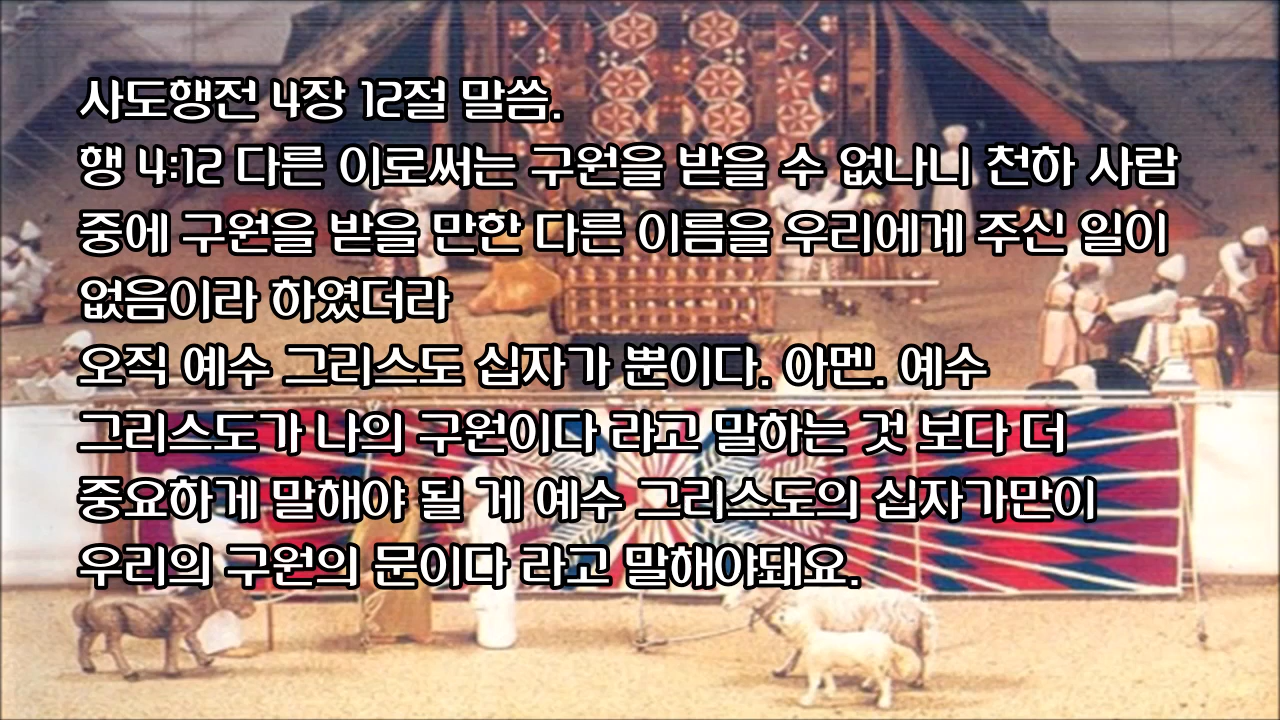 사도행전 4장 12절 말씀.
행 4:12 다른 이로써는 구원을 받을 수 없나니 천하 사람
중에 구원을 받을 만한 다른 이름을 우리에게 주신 일이
없음이라 하였더라
오직 예수 그리스도 십자가 뿐이다. 아멘. 예수
그리스도가 나의 구원이다 라고 말하는 것 보다 더
중요하게 말해야 될 게 예수 그리스도의 십자가만이
우리의 구원의 문이다 라고 말해야돼요.